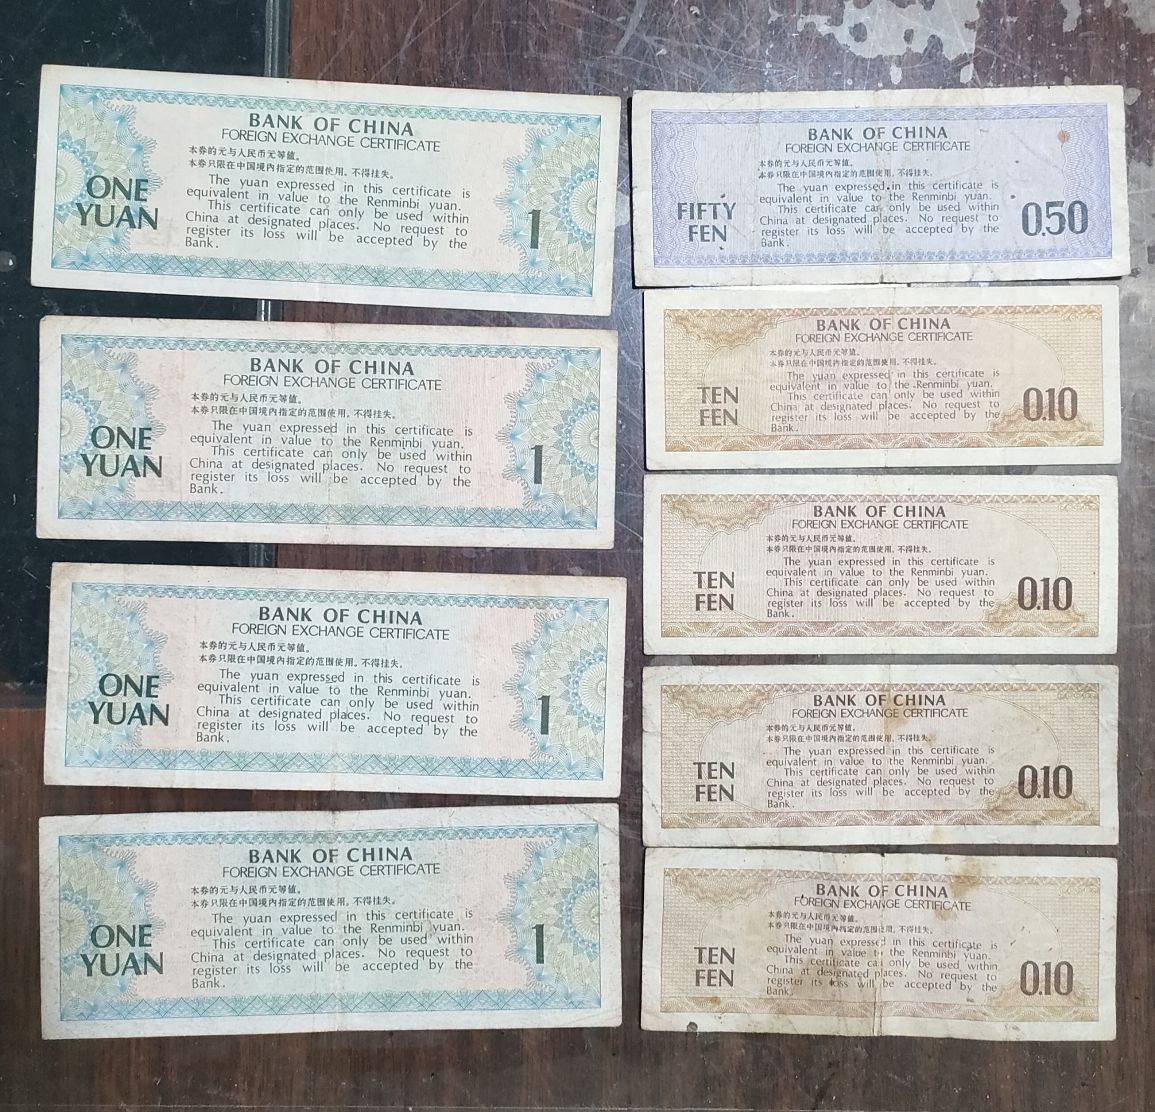 BANK OF CHINA
FOREIGN EXCHANGE CERTIFICATE
本券的元与人民币元等值。
本券只限在中国境内指定的范围使用，不得挂失。
The yuan expressed in this certificate is
equivalent in value to the Renminbi yuan.
This certificate can only be used within
China at designated places. No request to
register its loss will be accepted by the
Bank.
ONE
YUAN
1
BANK OF CHINA
FOREIGN EXCHANGE CERTIFICATE
本券的元与人民币元等值。
本券只限在中国境内指定的范围使用，不得挂失。
The yuan expressed in this certificate is
equivalent in value to the Renminbi yuan.
This certificate can only be used within
China at designated places. No request to
register its loss will be accepted by the
Bank.
ONE
YUAN
1
BANK OF CHINA
FOREIGN EXCHANGE CERTIFICATE
本券的元与人民币元等值。
本券只限在中国境内指定的范围使用，不得挂失。
The yuan expressed in this certificate is
equivalent in value to the Renminbi yuan.
This certificate can only be used within
China at designated places. No request to
register its loss will be accepted by the
Bank.
ONE
YUAN
1
BANK OF CHINA
FOREIGN EXCHANGE CERTIFICATE
本券的元与人民币元等值。
本券只限在中国境内指定的范围使用，不得挂失。
The yuan expressed in this certificate is
equivalent in value to the Renminbi yuan.
This certificate can only be used within
China at designated places. No request to
register its loss will be accepted by the
Bank.
ONE
YUAN
1
BANK OF CHINA
FOREIGN EXCHANGE CERTIFICATE
本券的元与人民币元等值。
本券只限在中国境内指定的范围使用，不得挂失。
The yuan expressed in this certificate is
equivalent in value to the Renminbi yuan.
This certificate can only be used within
China at designated places. No request to
register its loss will be accepted by the
Bank.
FIFTY
FEN
0.50
BANK OF CHINA
FOREIGN EXCHANGE CERTIFICATE
本券的元与人民币元等值。
本券只限在中国境内指定的范围使用，不得挂失。
The yuan expressed in this certificate is
equivalent in value to the Renminbi yuan.
This certificate can only be used within
China at designated places. No request to
register its loss will be accepted by the
Bank.
TEN
FEN
0.10
BANK OF CHINA
FOREIGN EXCHANGE CERTIFICATE
本券的元与人民币元等值。
本券只限在中国境内指定的范围使用，不得挂失。
The yuan expressed in this certificate is
equivalent in value to the Renminbi yuan.
This certificate can only be used within
China at designated places. No request to
register its loss will be accepted by the
Bank.
TEN
FEN
0.10
BANK OF CHINA
FOREIGN EXCHANGE CERTIFICATE
本券的元与人民币元等值。
本券只限在中国境内指定的范围使用，不得挂失。
The yuan expressed in this certificate is
equivalent in value to the Renminbi yuan.
This certificate can only be used within
China at designated places. No request to
register its loss will be accepted by the
Bank.
TEN
FEN
0.10
BANK OF CHINA
FOREIGN EXCHANGE CERTIFICATE
本券的元与人民币元等值。
本券只限在中国境内指定的范围使用，不得挂失。
The yuan expressed in this certificate is
equivalent in value to the Renminbi yuan.
This certificate can only be used within
China at designated places. No request to
register its loss will be accepted by the
Bank.
TEN
FEN
0.10